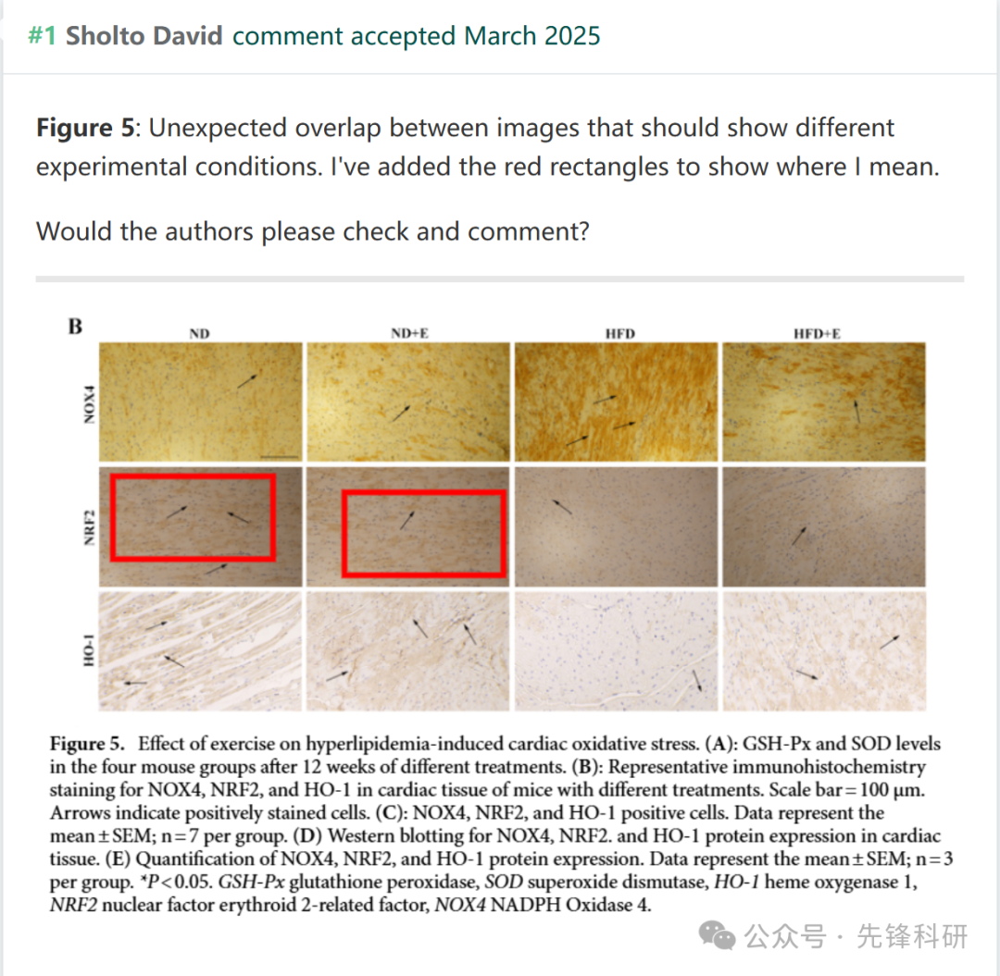 #1 Sholto David comment accepted March 2025
Figure 5: Unexpected overlap between images that should show different
experimental conditions. I've added the red rectangles to show where I mean.
Would the authors please check and comment?
B
ND ND+E HFD HFD+E
NOX4
NRF2
HO-1
Figure 5. Effect of exercise on hyperlipidemia-induced cardiac oxidative stress. (A): GSH-Px and SOD levels
in the four mouse groups after 12 weeks of different treatments. (B): Representative immunohistochemistry
staining for NOX4, NRF2, and HO-1 in cardiac tissue of mice with different treatments. Scale bar = 100 μm.
Arrows indicate positively stained cells. (C): NOX4, NRF2, and HO-1 positive cells. Data represent the
mean ± SEM; n = 7 per group. (D) Western blotting for NOX4, NRF2. and HO-1 protein expression in cardiac
tissue. (E) Quantification of NOX4, NRF2, and HO-1 protein expression. Data represent the mean ± SEM; n = 3
per group. *P < 0.05. GSH-Px glutathione peroxidase, SOD superoxide dismutase, HO-1 heme oxygenase 1,
NRF2 nuclear factor erythroid 2-related factor, NOX4 NADPH Oxidase 4.
公众号 · 先锋科研